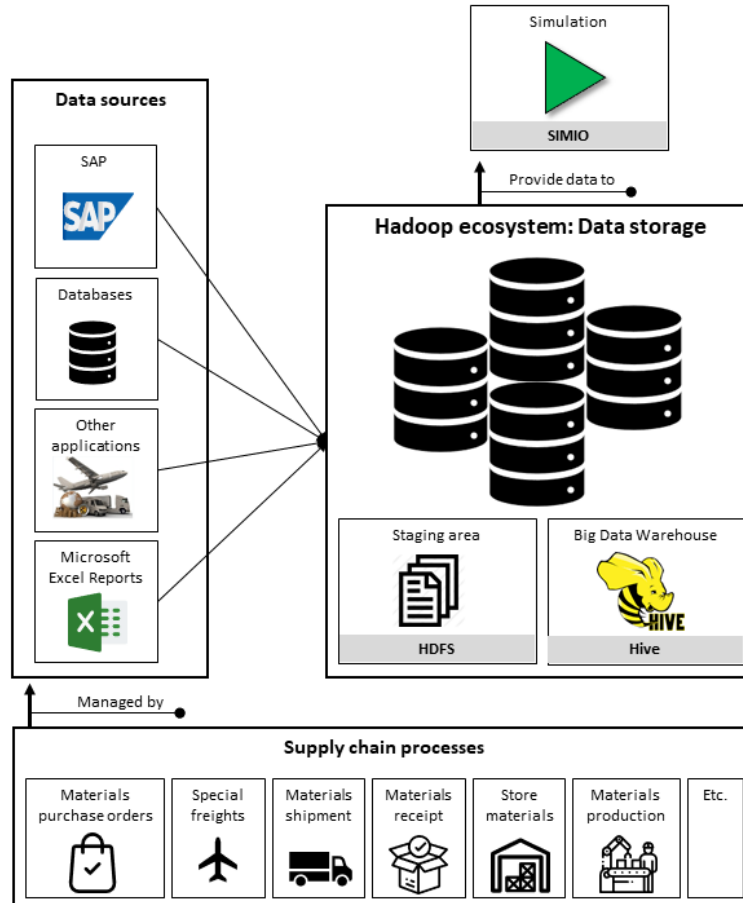 Simulation
SIMIO
Provide data to
Data sources
SAP
SAP
Databases
Other
applications
Microsoft
Excel Reports
X
Hadoop ecosystem: Data storage
Staging area
HDFS
Big Data Warehouse
HIVE
Hive
Managed by
Supply chain processes
Materials
purchase orders
Special
freights
Materials
shipment
Materials
receipt
Store
materials
Materials
production
Etc.